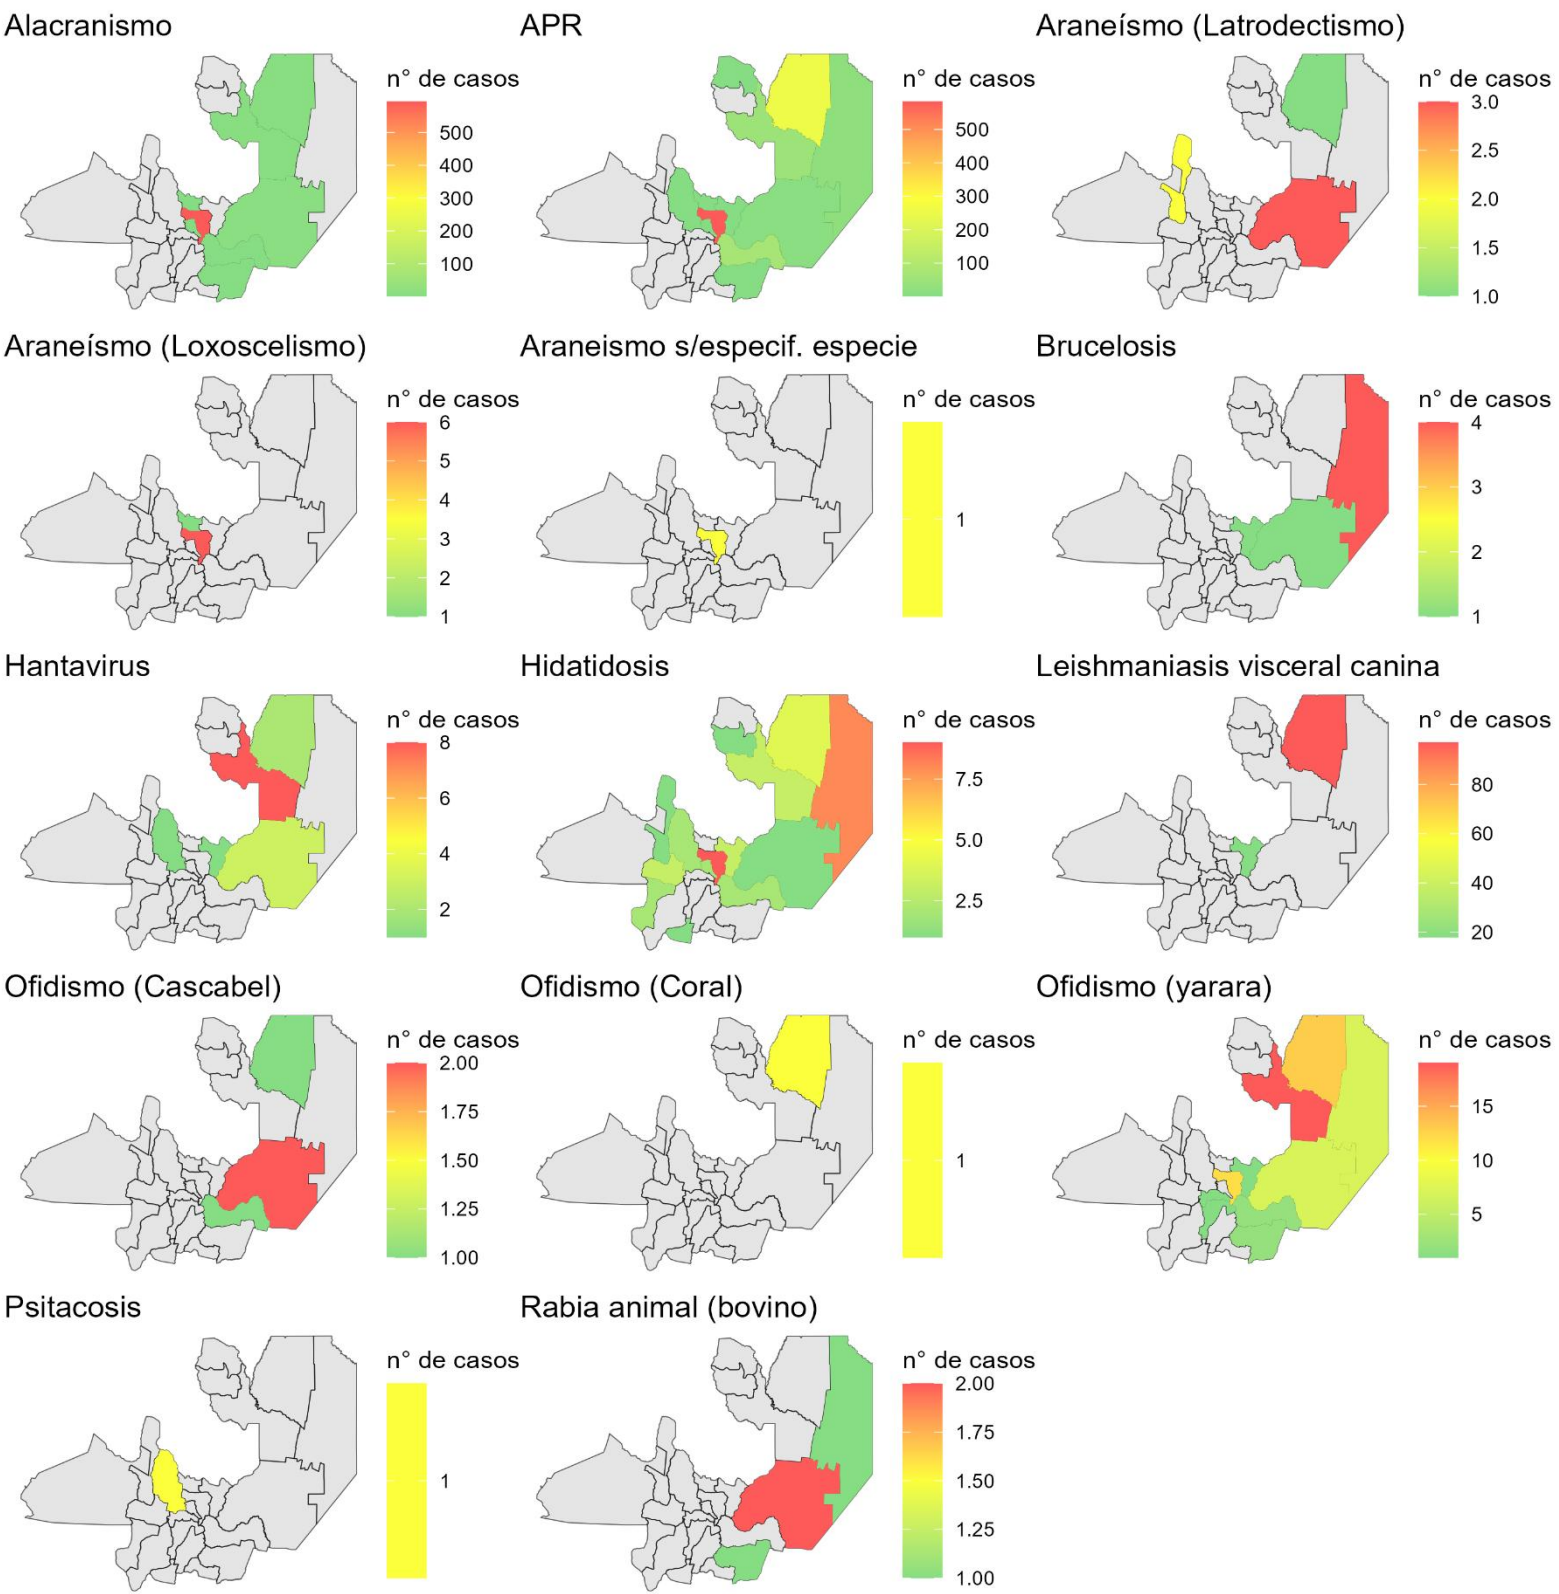 Alacranismo
n° de casos
500
400
300
200
100
APR
n° de casos
500
400
300
200
100
Araneísmo (Latrodectismo)
n° de casos
3.0
2.5
2.0
1.5
1.0
Araneísmo (Loxoscelismo)
n° de casos
6
5
4
3
2
1
Araneismo s/especif. especie
n° de casos
1
Brucelosis
n° de casos
4
3
2
1
Hantavirus
n° de casos
8
6
4
2
Hidatidosis
n° de casos
7.5
5.0
2.5
Leishmaniasis visceral canina
n° de casos
80
60
40
20
Ofidismo (Cascabel)
n° de casos
2.00
1.75
1.50
1.25
1.00
Ofidismo (Coral)
n° de casos
1
Ofidismo (yarara)
n° de casos
15
10
5
Psitacosis
n° de casos
1
Rabia animal (bovino)
n° de casos
2.00
1.75
1.50
1.25
1.00